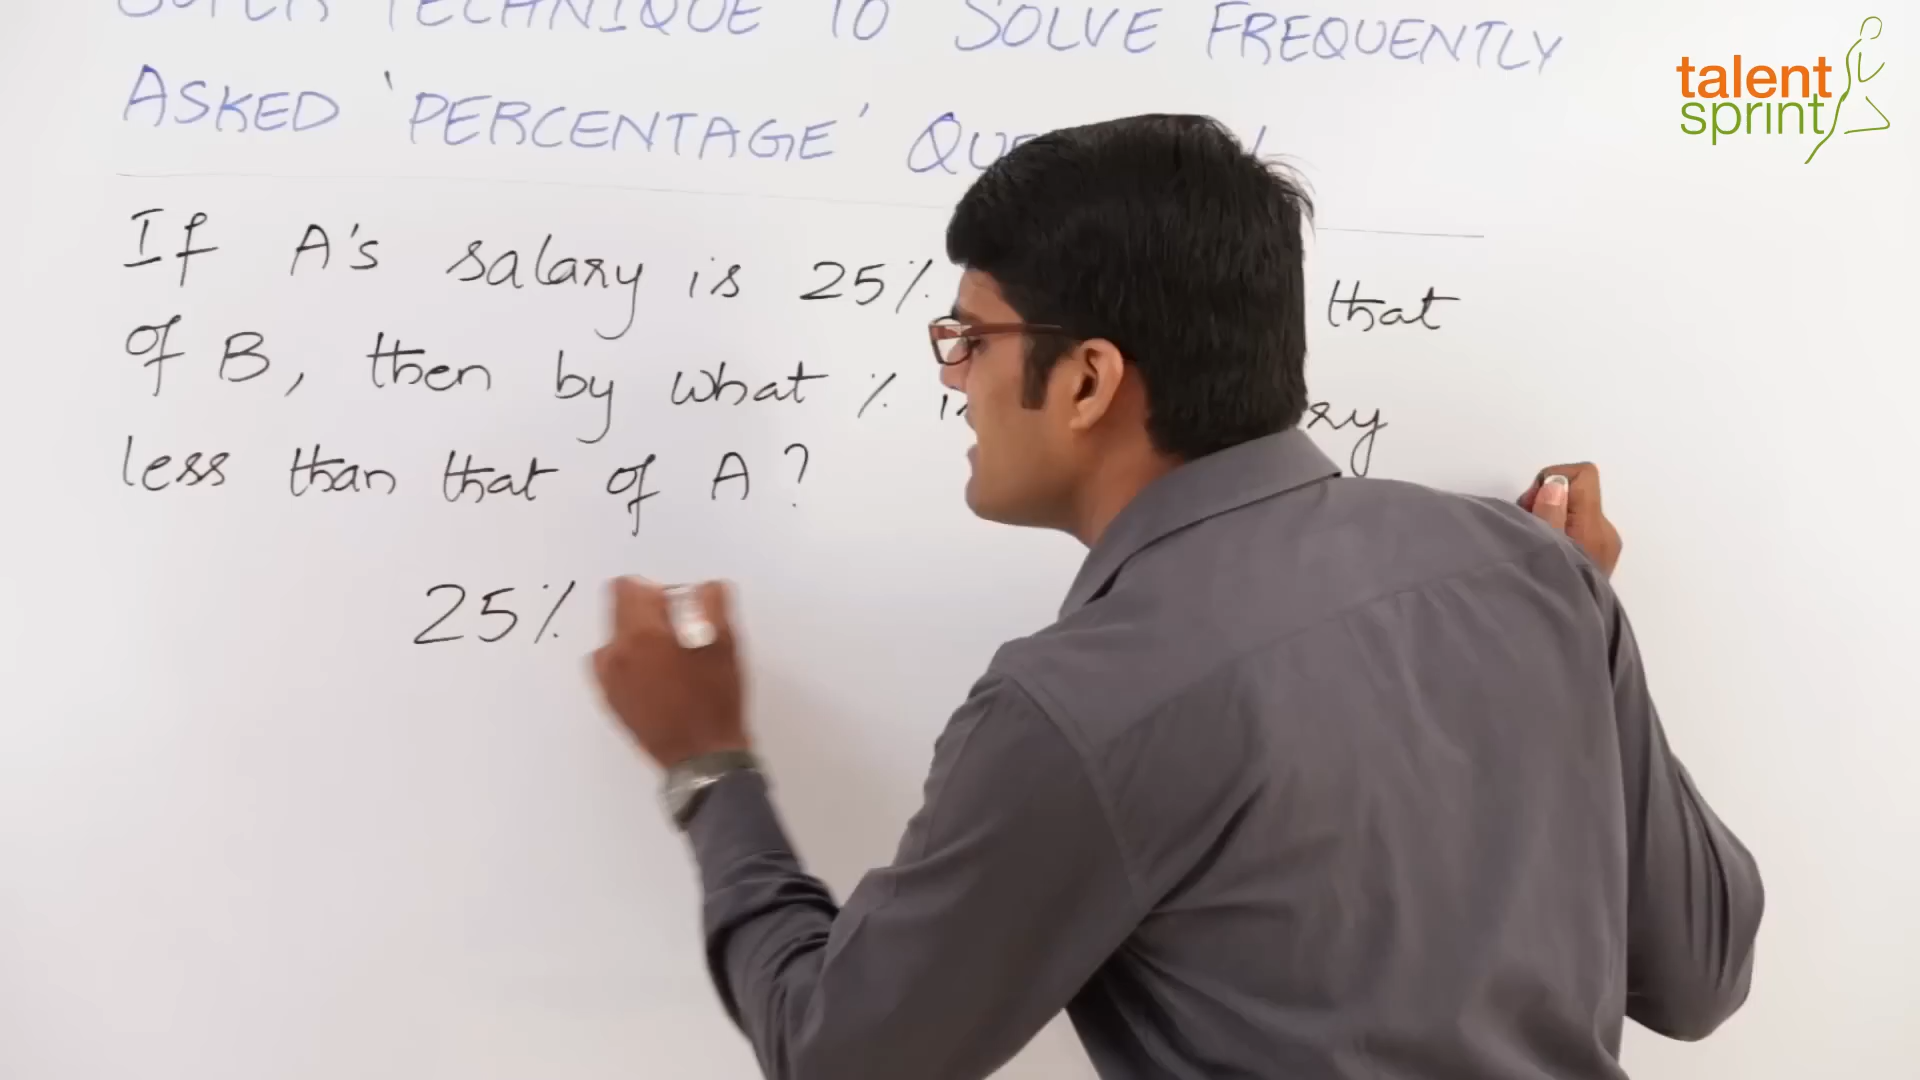 TECHNIQUE TO SOLVE FREQUENTLY
ASKED 'PERCENTAGE'
If A's salary is 25% that
of B, then by what %
less than that of A?
25%
talent
sprint